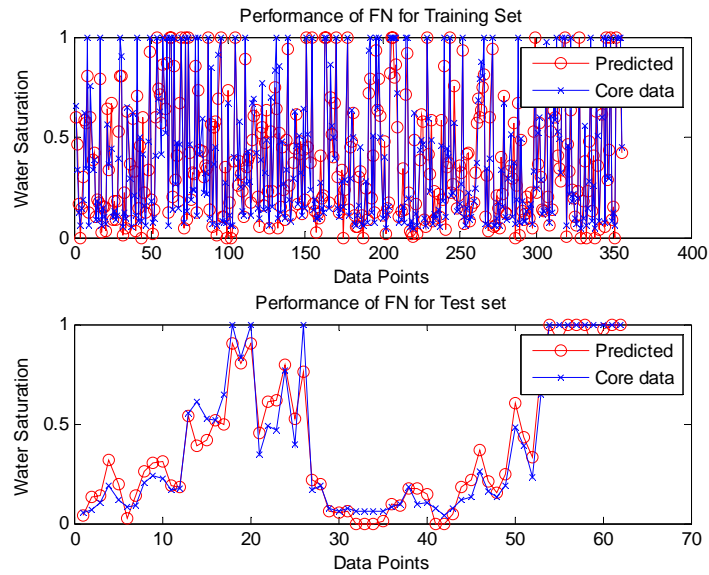 Performance of FN for Training Set
Water Saturation
1
0.5
0
Predicted
Core data
0 50 100 150 200 250 300 350 400
Data Points
Performance of FN for Test set
Water Saturation
1
0.5
0
Predicted
Core data
0 10 20 30 40 50 60 70
Data Points